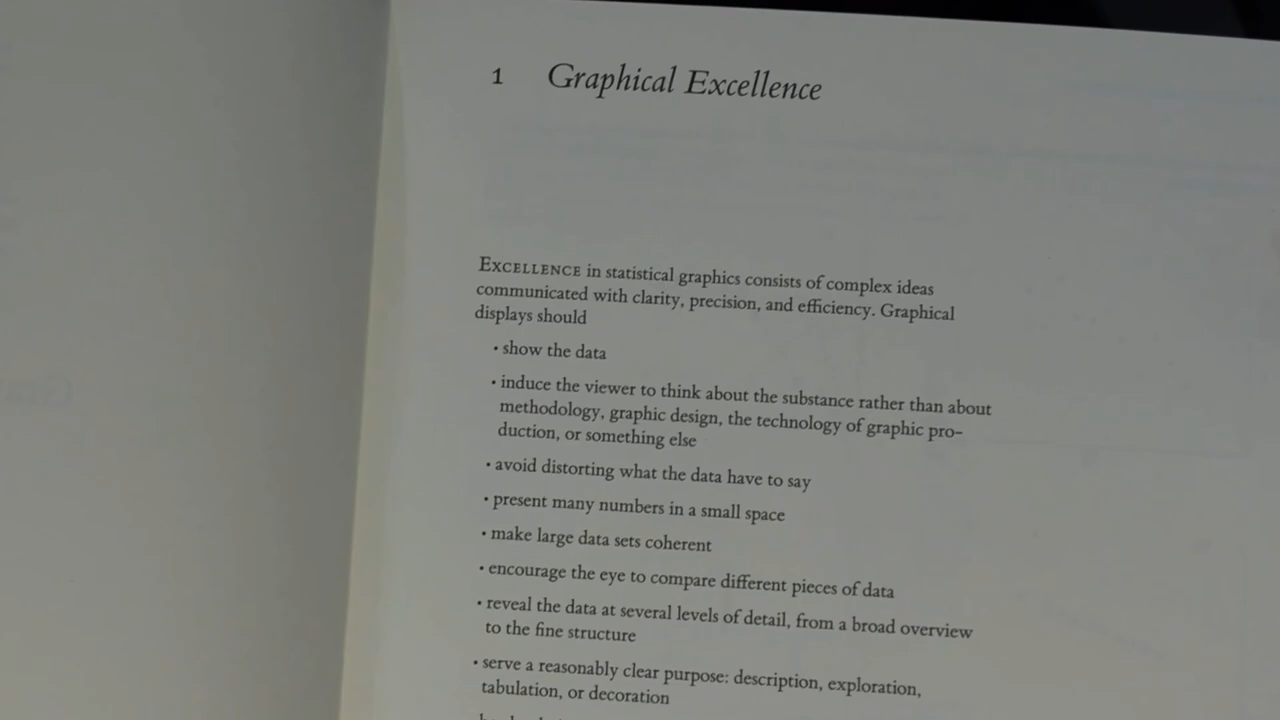 1 Graphical Excellence
EXCELLENCE in statistical graphics consists of complex ideas
communicated with clarity, precision, and efficiency. Graphical
displays should
• show the data
• induce the viewer to think about the substance rather than about
methodology, graphic design, the technology of graphic pro-
duction, or something else
• avoid distorting what the data have to say
• present many numbers in a small space
• make large data sets coherent
• encourage the eye to compare different pieces of data
• reveal the data at several levels of detail, from a broad overview
to the fine structure
• serve a reasonably clear purpose: description, exploration,
tabulation, or decoration